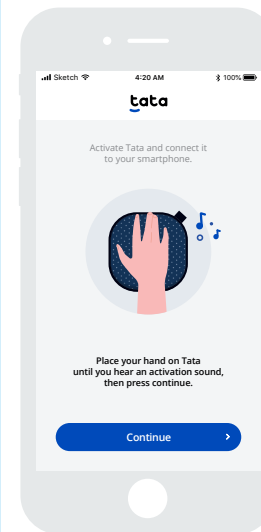 Sketch 4:20 AM 100%
tata
Activate Tata and connect it
to your smartphone.
Place your hand on Tata
until you hear an activation sound,
then press continue.
Continue